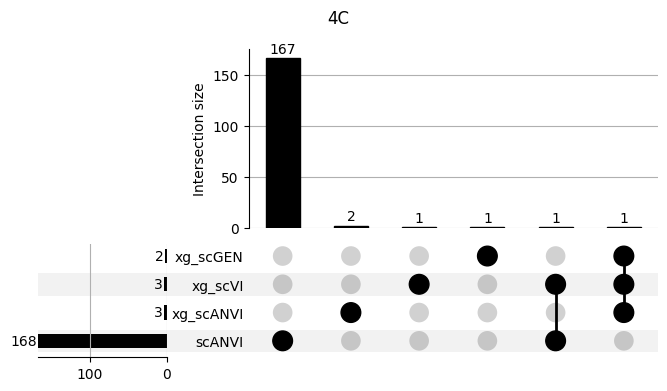 4C
167
150
100
50
0
Intersection size
2
1
1
1
1
2 xg_scGEN
3 xg_scVI
3 xg_scANVI
168 scANVI
100
0